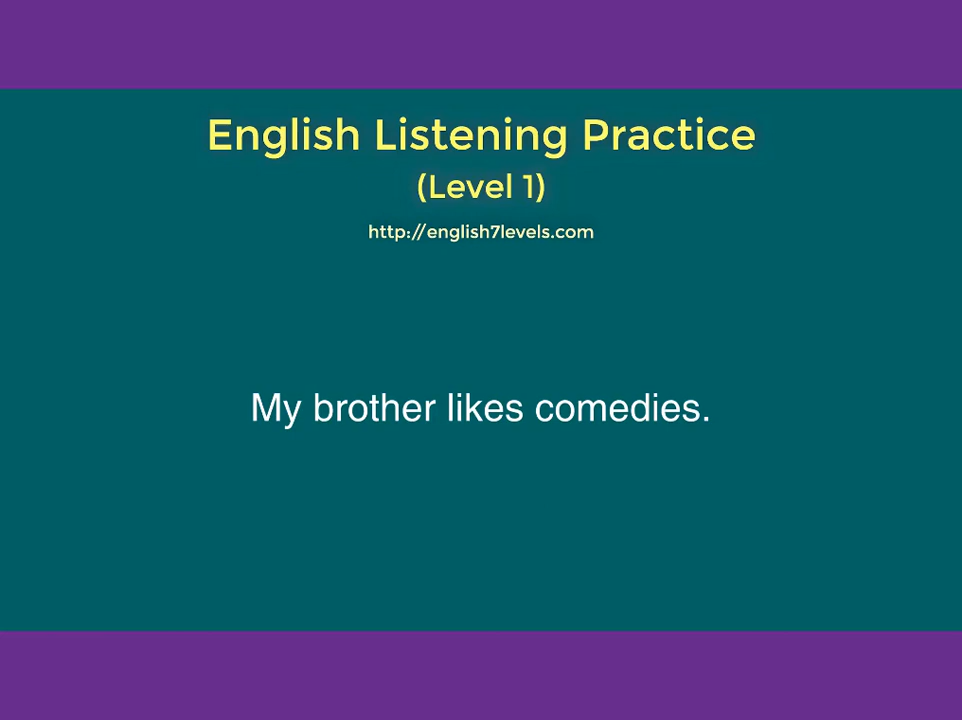 English Listening Practice
(Level 1)
http://english7levels.com
My brother likes comedies.